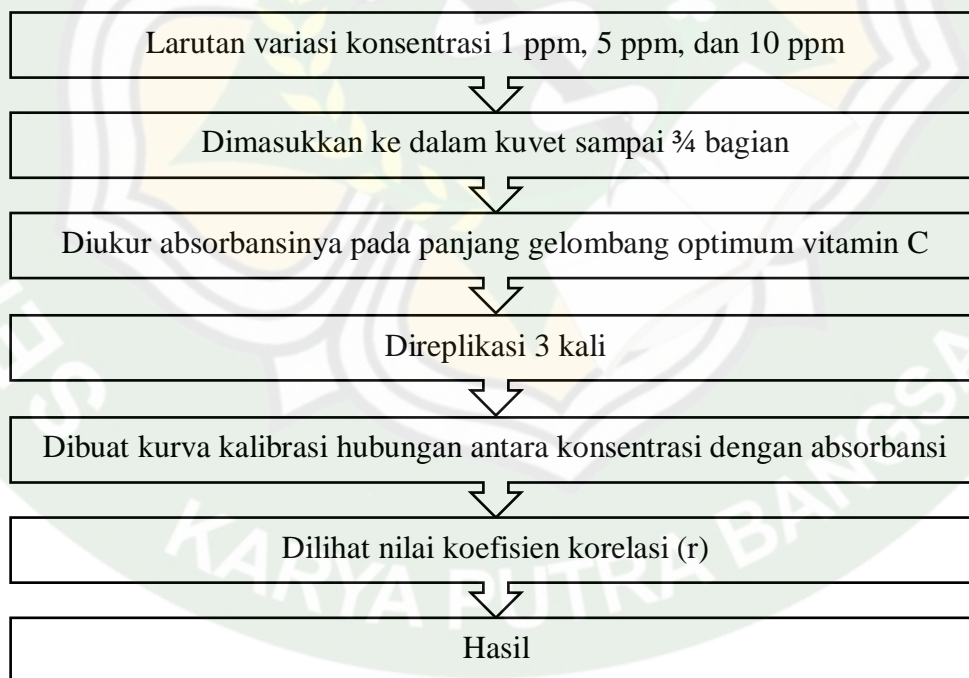 Larutan variasi konsentrasi 1 ppm, 5 ppm, dan 10 ppm
Dimasukkan ke dalam kuvet sampai ¾ bagian
Diukur absorbansinya pada panjang gelombang optimum vitamin C
Direplikasi 3 kali
Dibuat kurva kalibrasi hubungan antara konsentrasi dengan absorbansi
Dilihat nilai koefisien korelasi (r)
Hasil
KARYA PUTRA BANGSA